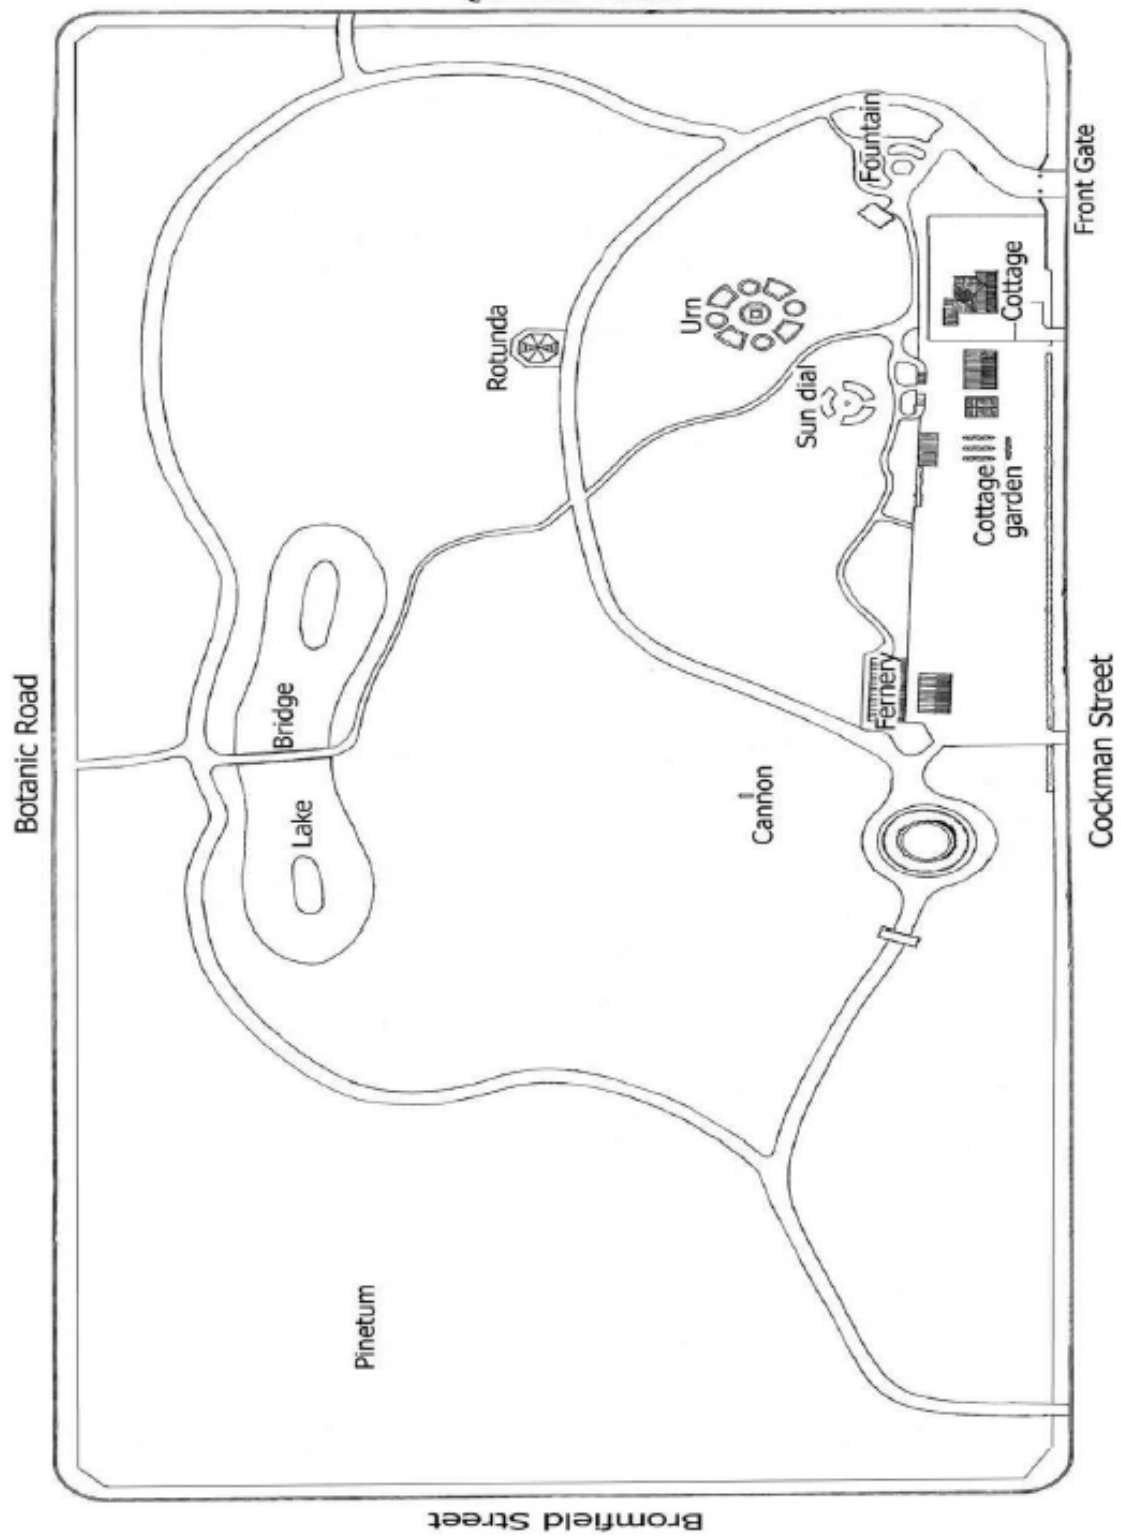 Botanic Road
Fountain
Front Gate
Cottage
Urn
Rotunda
Sun dial
Cottage
garden
Bridge
Fernery
Lake
Cannon
Cockman Street
Pinetum
Bromfield Street